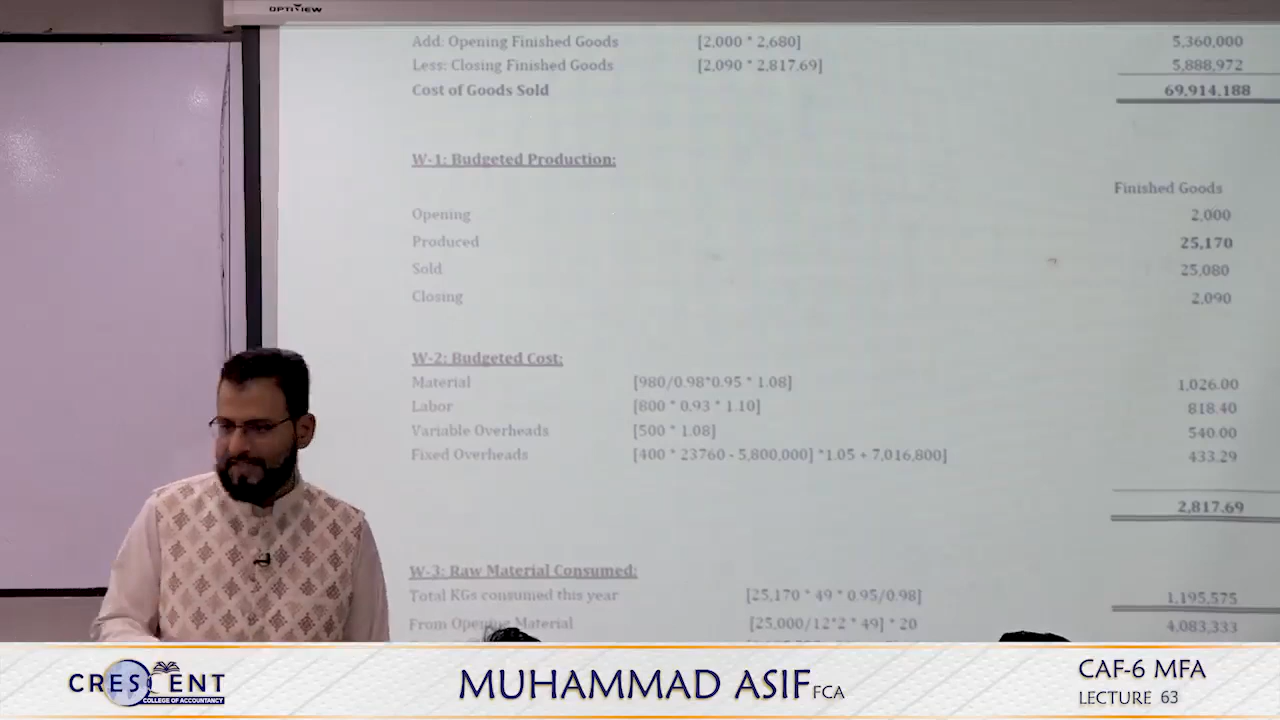 OPTIVIEW
Add: Opening Finished Goods [2,000 * 2,680] 5,360,000
Less: Closing Finished Goods [2,090 * 2,817.69] 5,888,972
Cost of Goods Sold 69,914,188
W-1: Budgeted Production:
Finished Goods
Opening 2,000
Produced 25,170
Sold 25,080
Closing 2,090
W-2: Budgeted Cost:
Material [980/0.98*0.95 * 1.08] 1,026.00
Labor [800 * 0.93 * 1.10] 818.40
Variable Overheads [500 * 1.08] 540.00
Fixed Overheads [400 * 23760 - 5,800,000] *1.05 + 7,016,800] 433.29
2,817.69
W-3: Raw Material Consumed:
Total KGs consumed this year [25,170 * 49 * 0.95/0.98] 1,195,575
From Opening Material [25,000/12*2 * 49] * 20 4,083,333
CRESCENT
COLLEGE OF ACCOUNTANCY
MUHAMMAD ASIF FCA
CAF-6 MFA
LECTURE 63